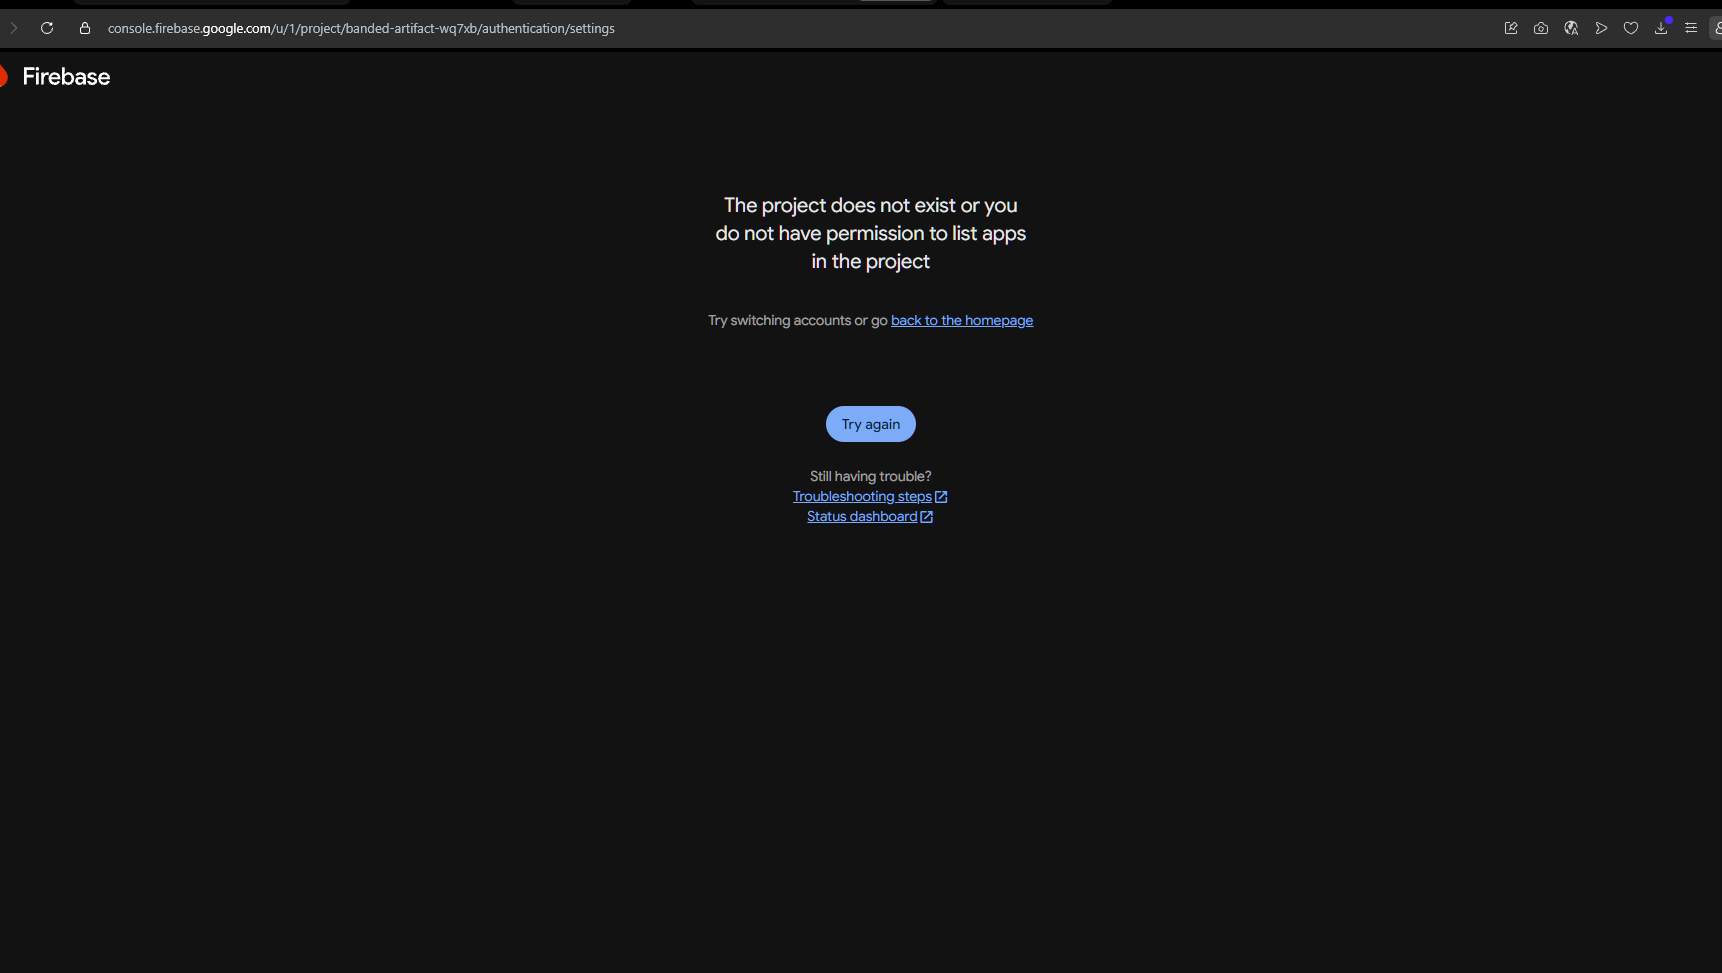 console.firebase.google.com/u/1/project/banded-artifact-wq7xb/authentication/settings
Firebase
The project does not exist or you
do not have permission to list apps
in the project
Try switching accounts or go back to the homepage
Try again
Still having trouble?
Troubleshooting steps
Status dashboard